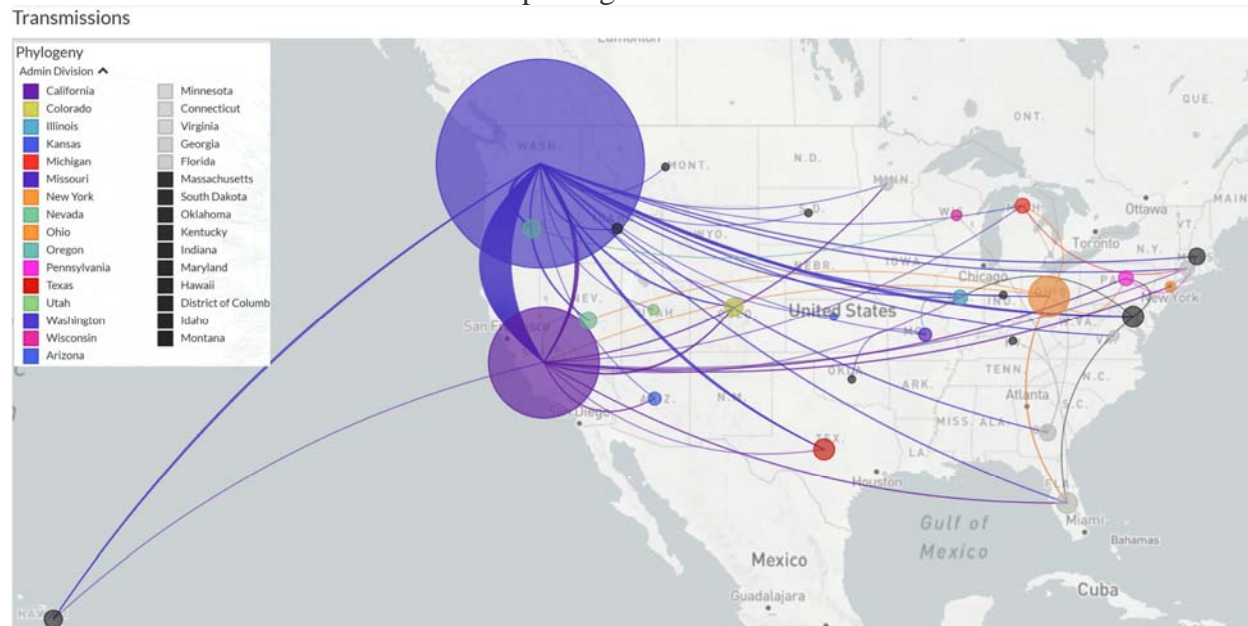 Transmissions
Phylogeny
Admin Division
California
Colorado
Illinois
Kansas
Michigan
Missouri
New York
Nevada
Ohio
Oregon
Pennsylvania
Texas
Utah
Washington
Wisconsin
Arizona
Minnesota
Connecticut
Virginia
Georgia
Florida
Massachusetts
South Dakota
Oklahoma
Kentucky
Indiana
Maryland
Hawaii
District of Columb
Idaho
Montana
QUE.
ONT.
WASH.
MONT.
N.D.
MINN.
MAINE
S.D.
WIS.
Ottawa
VT.
WYO.
Toronto
N.Y.
IOWA
Chicago
NEBR.
NEV.
UTAH
United States
IND.
New York
San Francisco
MO.
VA.
OKLA.
TENN.
N.C.
ARIZ.
N.M.
ARK.
Atlanta
S.C.
San Diego
MISS.
ALA.
TEX.
LA.
Houston
FLA.
Gulf of
Mexico
Miami
Bahamas
Mexico
Cuba
Guadalajara